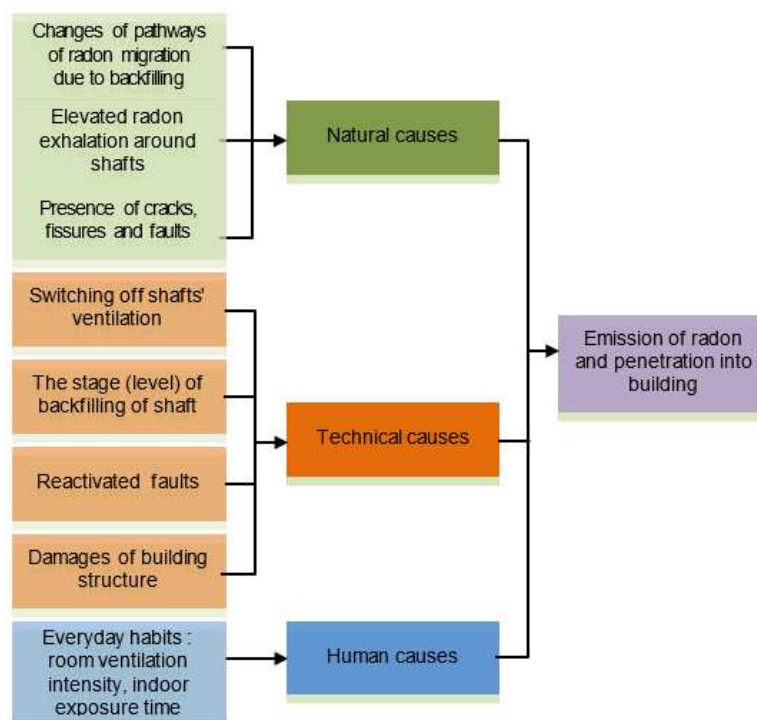 Changes of pathways
of radon migration
due to backfilling
Elevated radon
exhalation around
shafts
Presence of cracks,
fissures and faults
Natural causes
Switching off shafts'
ventilation
The stage (level) of
backfilling of shaft
Reactivated faults
Damages of building
structure
Technical causes
Everyday habits :
room ventilation
intensity, indoor
exposure time
Human causes
Emission of radon
and penetration into
building